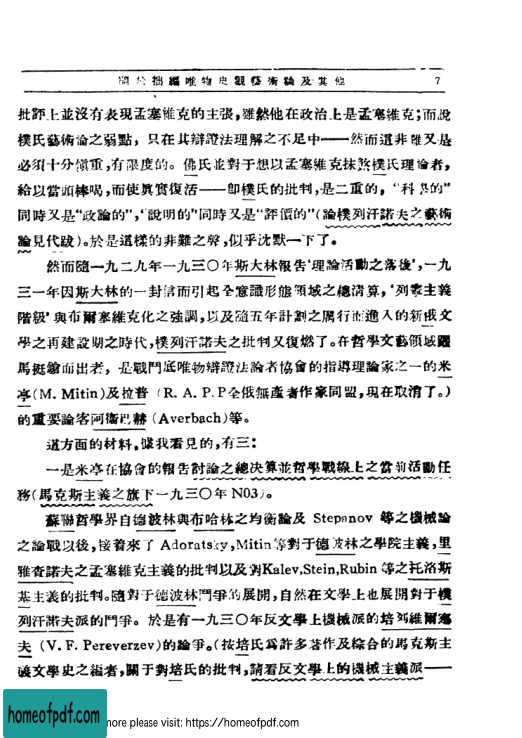 關於拙編唯物史觀藝術論及其他 7
批評上並沒有表現孟塞維克的主張，雖然他在政治上是孟塞維克；而說
樸氏藝術論之弱點，只在其辯證法理解之不足中——然而這非難又是
必須十分愼重，有限度的。佛氏並對于想以孟塞維克抹煞樸氏理論者，
給以當頭棒喝，而使眞實復活——卽樸氏的批判，是二重的，“科學的”
同時又是“政論的”，‘說明的”同時又是“評價的”（論樸列汗諾夫之藝術
論見代跋）。於是這樣的非難之聲，似乎沈默一下了。
然而隨一九二九年一九三〇年斯大林報告‘理論活動之落後’，一九
三一年因斯大林的一封信而引起全意識形態領域之總淸算，‘列寧主義
階級’與布爾塞維克化之強調，以及隨五年計劃之厲行而進入的新俄文
學之再建設期之時代，樸列汗諾夫之批判又復燃了。在哲學文藝領域躍
馬挺鎗而出者，是戰鬥底唯物辯證法論者協會的指導理論家之一的米
亭(M. Mitin)及拉普 (R. A. P. P全俄無產者作家同盟，現在取消了。)
的重要論客阿衛巴赫 (Averbach)等。
這方面的材料，據我看見的，有三：
一是米亭在協會的報告討論之總決算並哲學戰線上之當前活動任
務(馬克斯主義之旗下一九三〇年 N03)。
蘇聯哲學界自德波林與布哈林之均衡論及 Stepanov 等之機械論
之論戰以後，接着來了 Adoratsky,Mitin等對于德波林之學院主義，里
雅查諾夫之孟塞維克主義的批判以及對Kalev,Stein,Rubin 等之托洛斯
基主義的批判。隨對于德波林鬥爭的展開，自然在文學上也展開對于樸
列汗諾夫派的鬥爭。於是有一九三〇年反文學上機械派的培列維爾塞
夫 (V. F. Pereverzev)的論爭。（按培氏爲許多著作及綜合的馬克斯主
義文學史之編者，關于對培氏的批判，請看反文學上的機械主義派——
homeofpdf.com
more please visit: https://homeofpdf.com